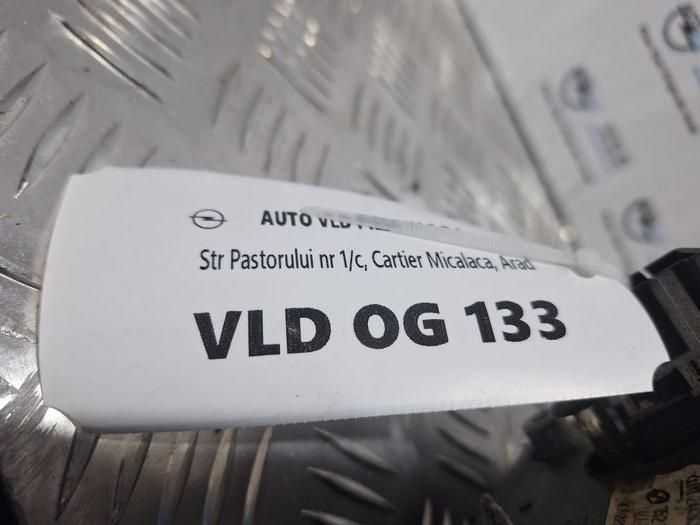 AUTO VLD
Str Pastorului nr 1/c, Cartier Micalaca, Arad
VLD OG 133